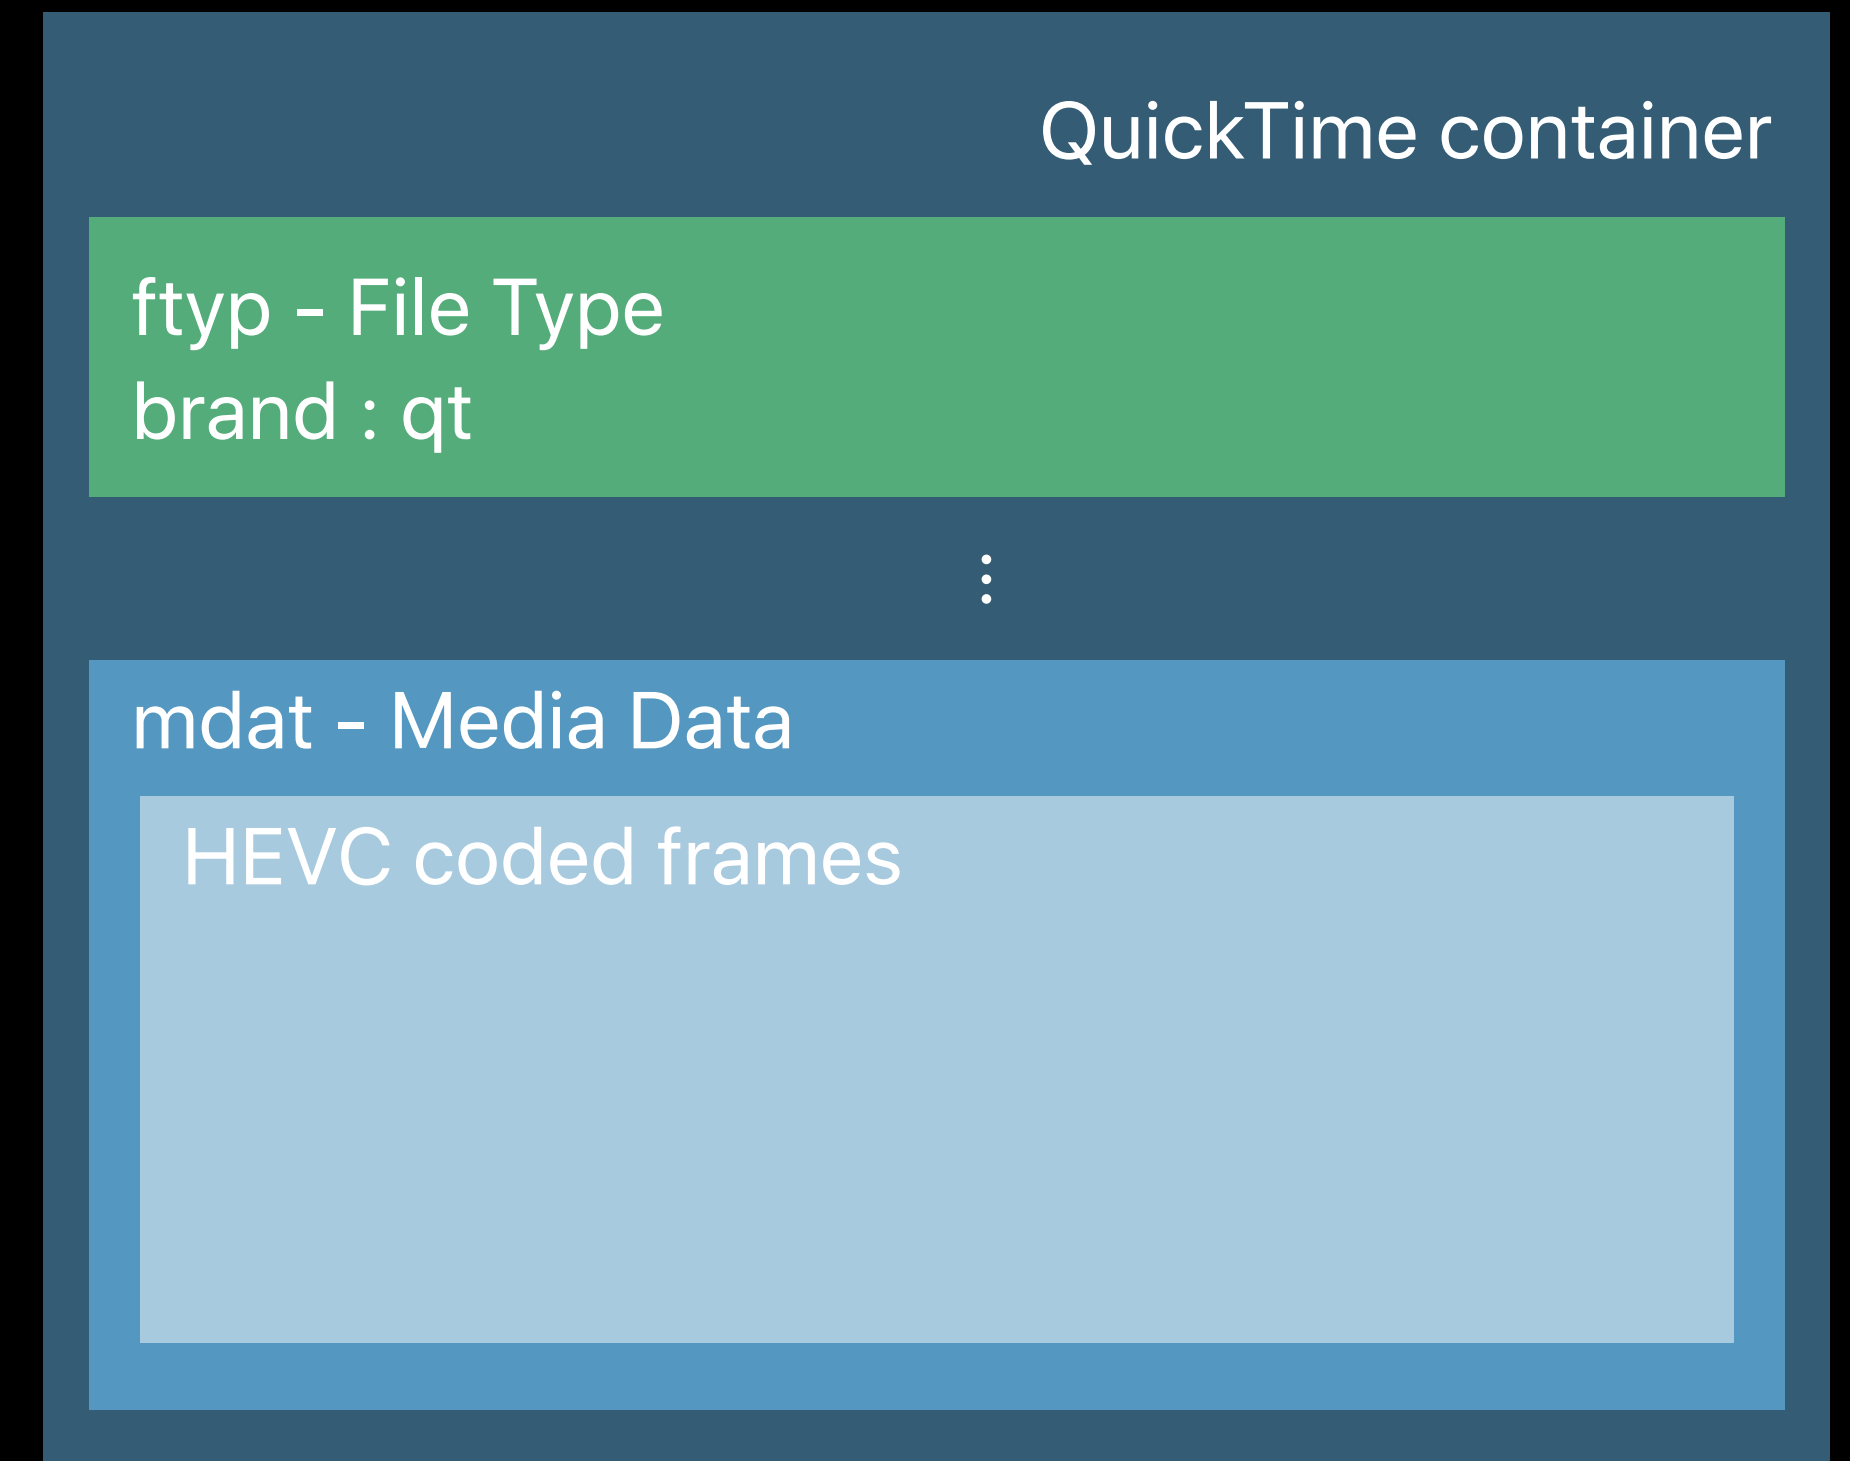 QuickTime container
ftyp - File Type
brand : qt
⋮
mdat - Media Data
HEVC coded frames